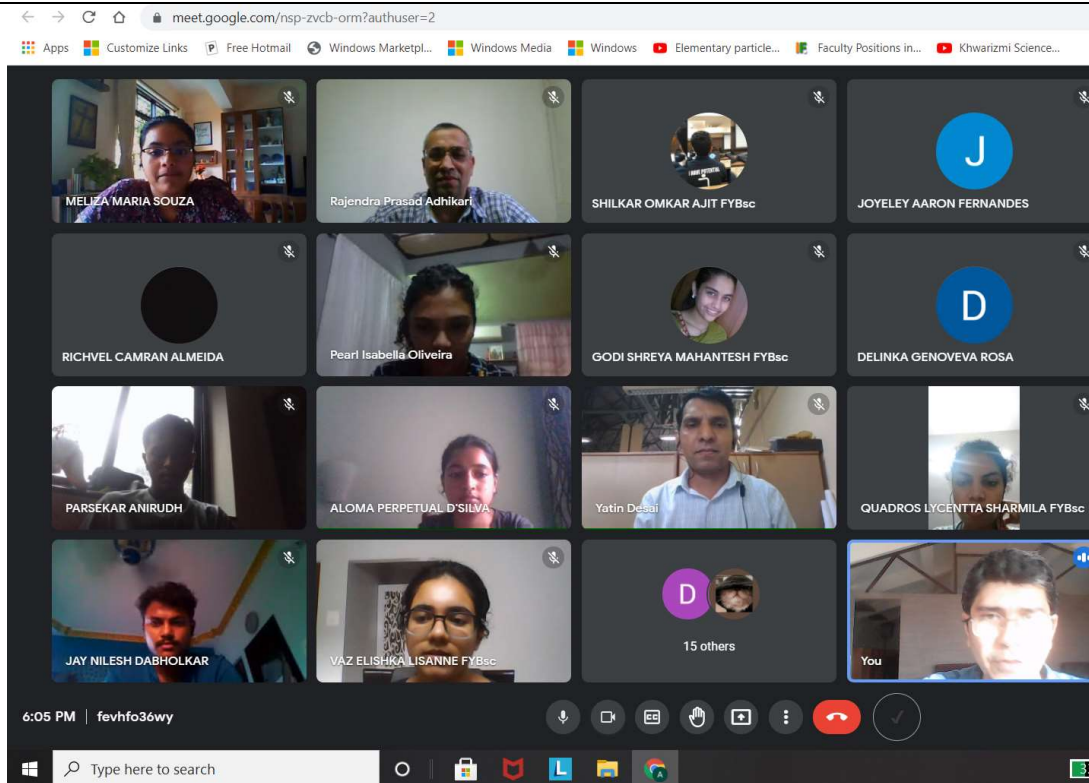 meet.google.com/nsp-zvcb-orm?authuser=2
Apps Customize Links Free Hotmail Windows Marketpl... Windows Media Windows Elementary particle... Faculty Positions in... Khwarizmi Science...
MELIZA MARIA SOUZA
Rajendra Prasad Adhikari
I HAVE POTENTIAL
SHILKAR OMKAR AJIT FYBsc
J
JOYELEY AARON FERNANDES
RICHVEL CAMRAN ALMEIDA
Pearl Isabella Oliveira
GODI SHREYA MAHANTESH FYBsc
D
DELINKA GENOVEVA ROSA
PARSEKAR ANIRUDH
ALOMA PERPETUAL D'SILVA
Yatin Desai
QUADROS LYCENTTA SHARMILA FYBsc
JAY NILESH DABHOLKAR
VAZ ELISHKA LISANNE FYBsc
D
15 others
You
6:05 PM | fevhfo36wy
CC
Type here to search
L
A
3